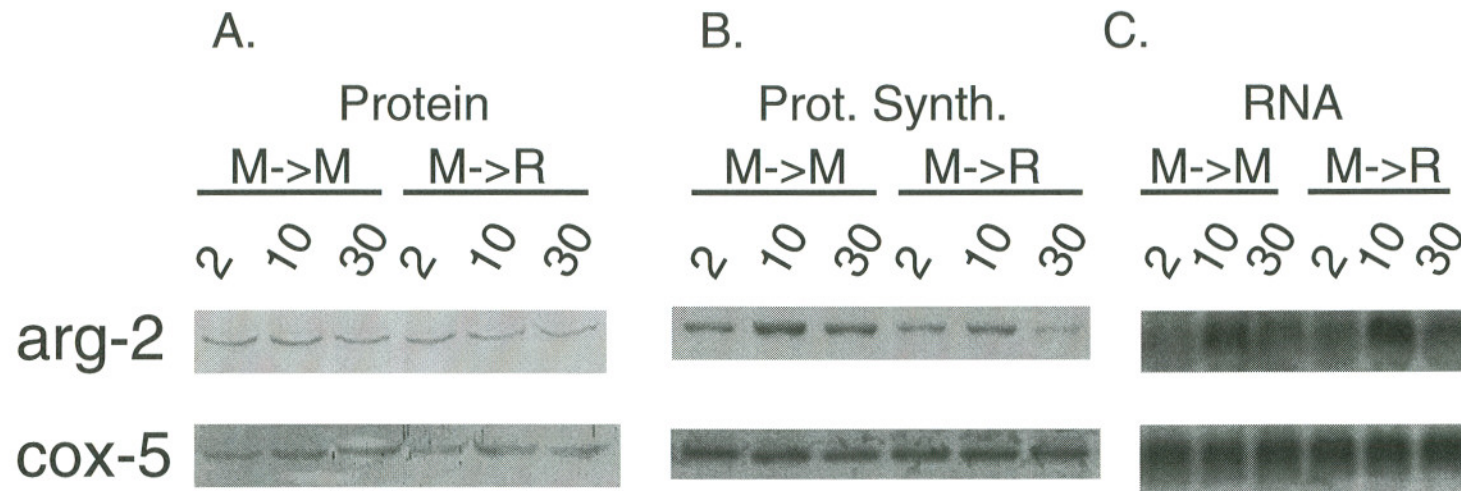 A. B. C.
Protein Prot. Synth. RNA
M->M M->R M->M M->R M->M M->R
2 10 30 2 10 30 2 10 30 2 10 30 2 10 30 2 10 30
arg-2
cox-5